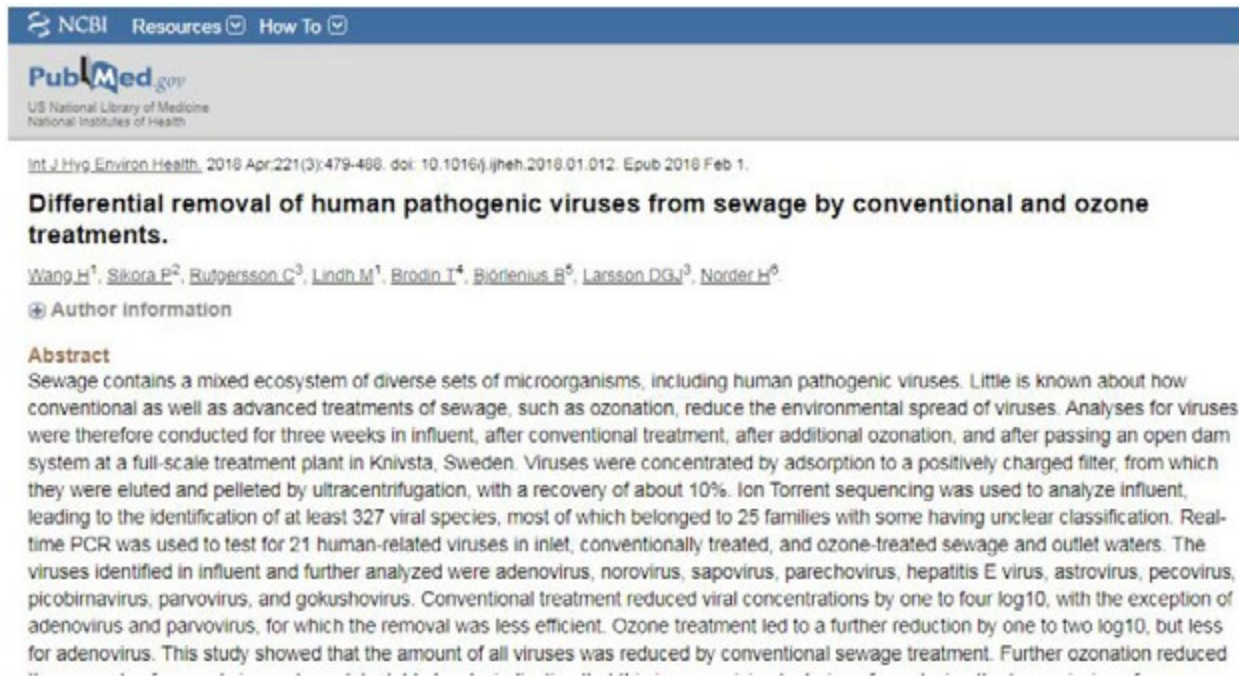 NCBI Resources How To
PubMed.gov
US National Library of Medicine
National Institutes of Health
Int J Hyg Environ Health. 2018 Apr;221(3):479-488. doi: 10.1016/j.ijheh.2018.01.012. Epub 2018 Feb 1.
Differential removal of human pathogenic viruses from sewage by conventional and ozone
treatments.
Wang H1, Sikora P2, Rutgersson C3, Lindh M1, Brodin T4, Björlenius B5, Larsson DGJ3, Norder H6.
Author information
Abstract
Sewage contains a mixed ecosystem of diverse sets of microorganisms, including human pathogenic viruses. Little is known about how
conventional as well as advanced treatments of sewage, such as ozonation, reduce the environmental spread of viruses. Analyses for viruses
were therefore conducted for three weeks in influent, after conventional treatment, after additional ozonation, and after passing an open dam
system at a full-scale treatment plant in Knivsta, Sweden. Viruses were concentrated by adsorption to a positively charged filter, from which
they were eluted and pelleted by ultracentrifugation, with a recovery of about 10%. Ion Torrent sequencing was used to analyze influent,
leading to the identification of at least 327 viral species, most of which belonged to 25 families with some having unclear classification. Real-
time PCR was used to test for 21 human-related viruses in inlet, conventionally treated, and ozone-treated sewage and outlet waters. The
viruses identified in influent and further analyzed were adenovirus, norovirus, sapovirus, parechovirus, hepatitis E virus, astrovirus, pecovirus,
picobirnavirus, parvovirus, and gokushovirus. Conventional treatment reduced viral concentrations by one to four log10, with the exception of
adenovirus and parvovirus, for which the removal was less efficient. Ozone treatment led to a further reduction by one to two log10, but less
for adenovirus. This study showed that the amount of all viruses was reduced by conventional sewage treatment. Further ozonation reduced